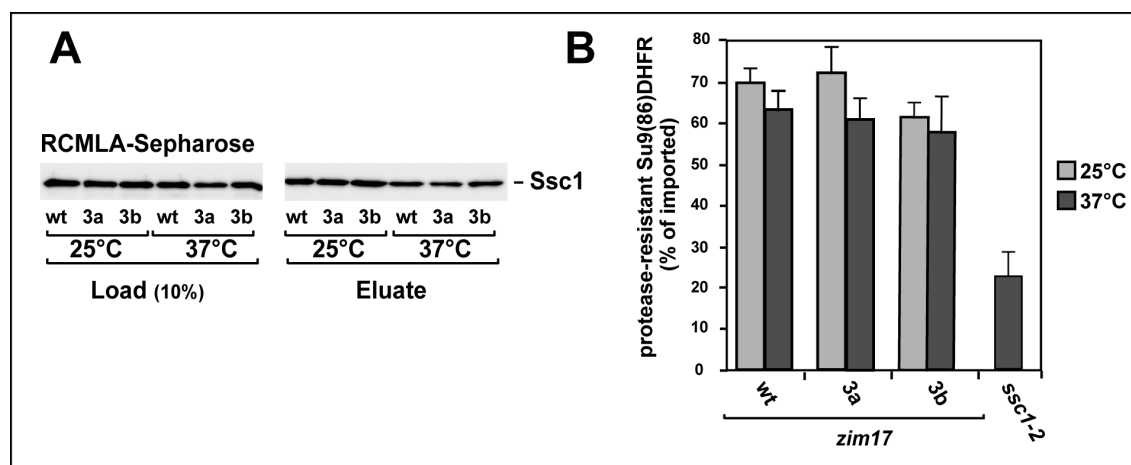 A
RCMLA-Sepharose
- Ssc1
wt 3a 3b wt 3a 3b wt 3a 3b wt 3a 3b
25°C 37°C 25°C 37°C
Load (10%) Eluate
B
protease-resistant Su9(86)DHFR
(% of imported)
80
70
60
50
40
30
20
10
0
wt 3a 3b ssc1-2
zim17
25°C
37°C